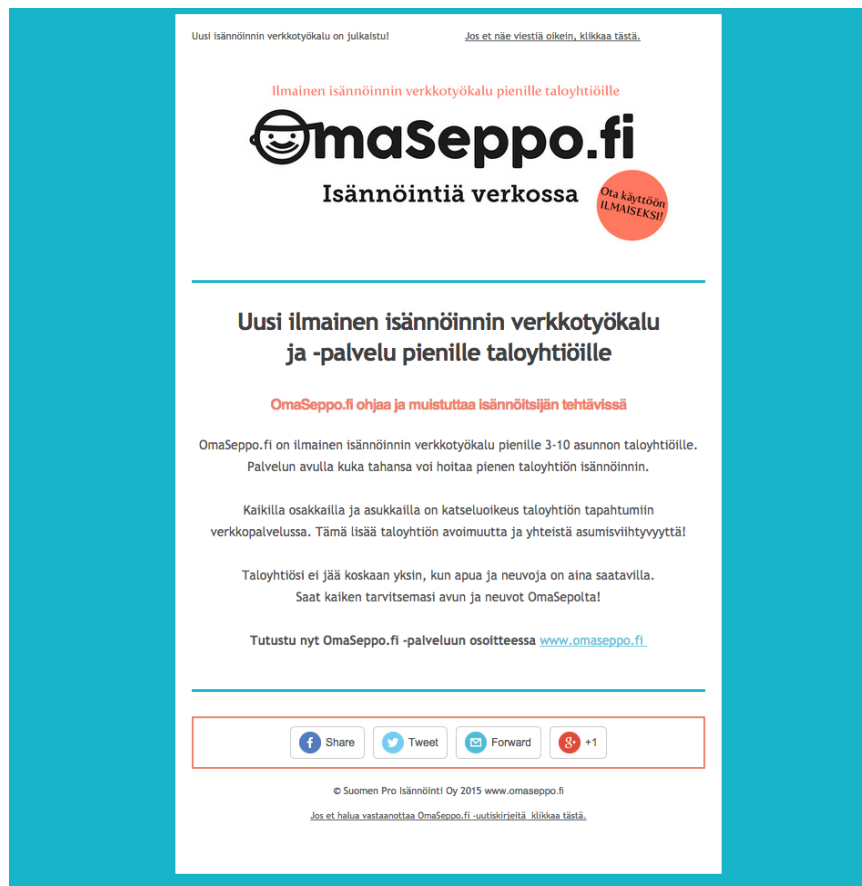 Uusi isännöinnin verkkotyökalu on julkaistu!
Jos et näe viestiä oikein, klikkaa tästä.
Ilmainen isännöinnin verkkotyökalu pienille taloyhtiöille
OmaSeppo.fi
Isännöintiä verkossa
Ota käyttöön
ILMAISEKSI!
Uusi ilmainen isännöinnin verkkotyökalu
ja -palvelu pienille taloyhtiöille
OmaSeppo.fi ohjaa ja muistuttaa isännöitsijän tehtävissä
OmaSeppo.fi on ilmainen isännöinnin verkkotyökalu pienille 3-10 asunnon taloyhtiöille.
Palvelun avulla kuka tahansa voi hoitaa pienen taloyhtiön isännöinnin.
Kaikilla osakkailla ja asukkailla on katseluoikeus taloyhtiön tapahtumiin
verkkopalvelussa. Tämä lisää taloyhtiön avoimuutta ja yhteistä asumisviihtyvyyttä!
Taloyhtiösi ei jää koskaan yksin, kun apua ja neuvoja on aina saatavilla.
Saat kaiken tarvitsemasi avun ja neuvot OmaSepolta!
Tutustu nyt OmaSeppo.fi -palveluun osoitteessa www.omaseppo.fi
Share Tweet Forward +1
© Suomen Pro Isännöinti Oy 2015 www.omaseppo.fi
Jos et halua vastaanottaa OmaSeppo.fi -uutiskirjeitä klikkaa tästä.